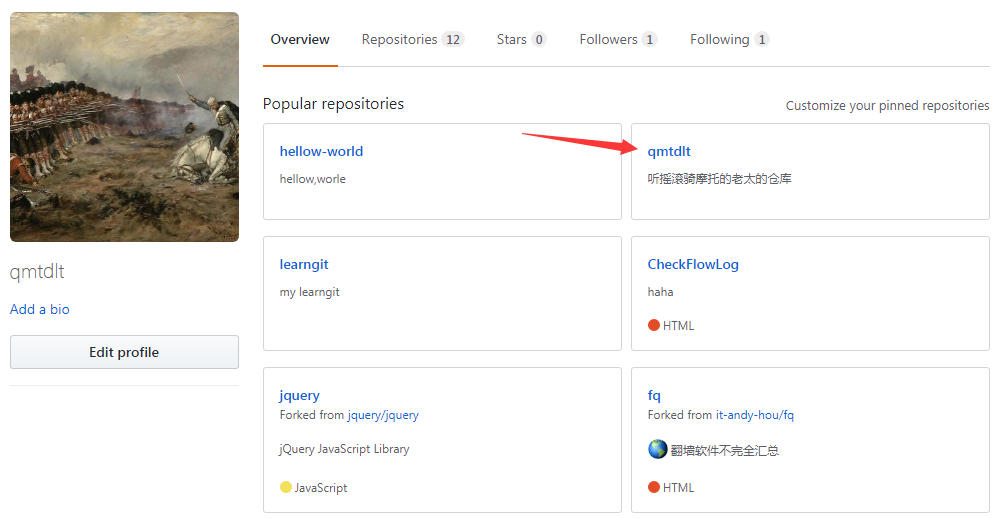 Overview Repositories 12 Stars 0 Followers 1 Following 1
Popular repositories Customize your pinned repositories
hellow-world
hellow,worle
qmtdlt
听摇滚骑摩托的老太的仓库
qmtdlt
Add a bio
Edit profile
learngit
my learngit
CheckFlowLog
haha
HTML
jquery
Forked from jquery/jquery
jQuery JavaScript Library
JavaScript
fq
Forked from it-andy-hou/fq
翻墙软件不完全汇总
HTML